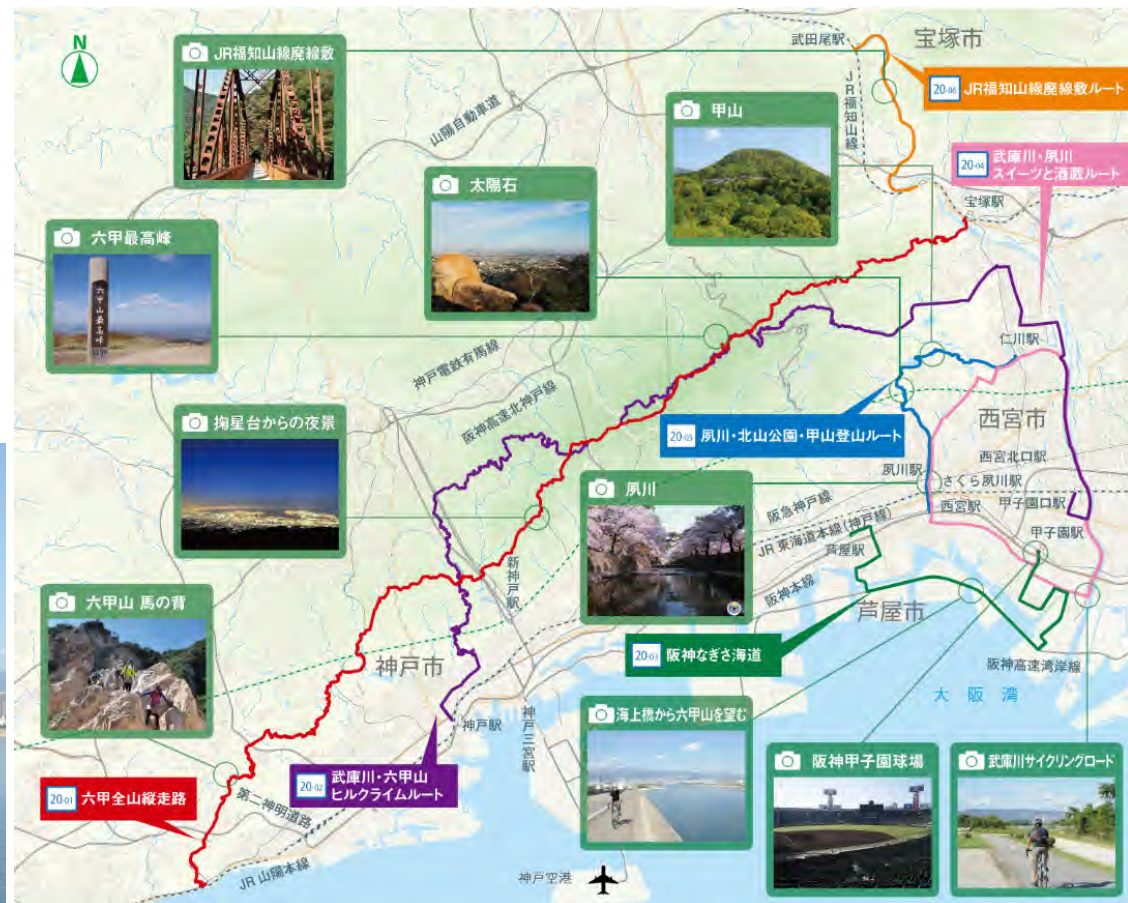 N
JR福知山線廃線敷
武田尾駅
宝塚市
20-06 JR福知山線廃線敷ルート
JR福知山線
山陽自動車道
甲山
20-04 武庫川・夙川
スイーツと酒蔵ルート
太陽石
宝塚駅
六甲最高峰
六甲山最高峰
仁川駅
神戸電鉄有馬線
阪神高速北神戸線
掬星台からの夜景
20-05 夙川・北山公園・甲山登山ルート
西宮市
西宮北口駅
夙川駅
さくら夙川駅
夙川
阪急神戸線
西宮駅
甲子園口駅
JR東海道本線(神戸線)
甲子園駅
芦屋駅
新神戸駅
阪神本線
六甲山 馬の背
芦屋市
神戸市
20-03 阪神なぎさ海道
阪神高速湾岸線
大阪湾
神戸駅
神戸三宮駅
海上橋から六甲山を望む
阪神甲子園球場
武庫川サイクリングロード
20-01 六甲全山縦走路
第二神明道路
20-02 武庫川・六甲山
ヒルクライムルート
JR山陽本線
神戸空港